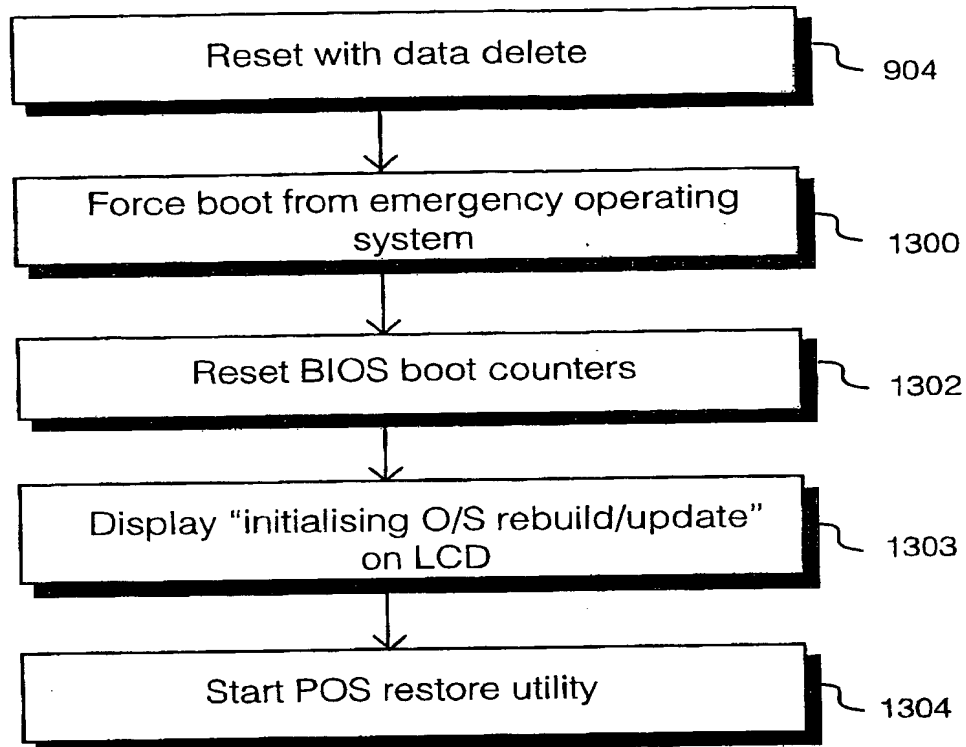 Reset with data delete
904
Force boot from emergency operating
system
1300
Reset BIOS boot counters
1302
Display “initialising O/S rebuild/update”
on LCD
1303
Start POS restore utility
1304